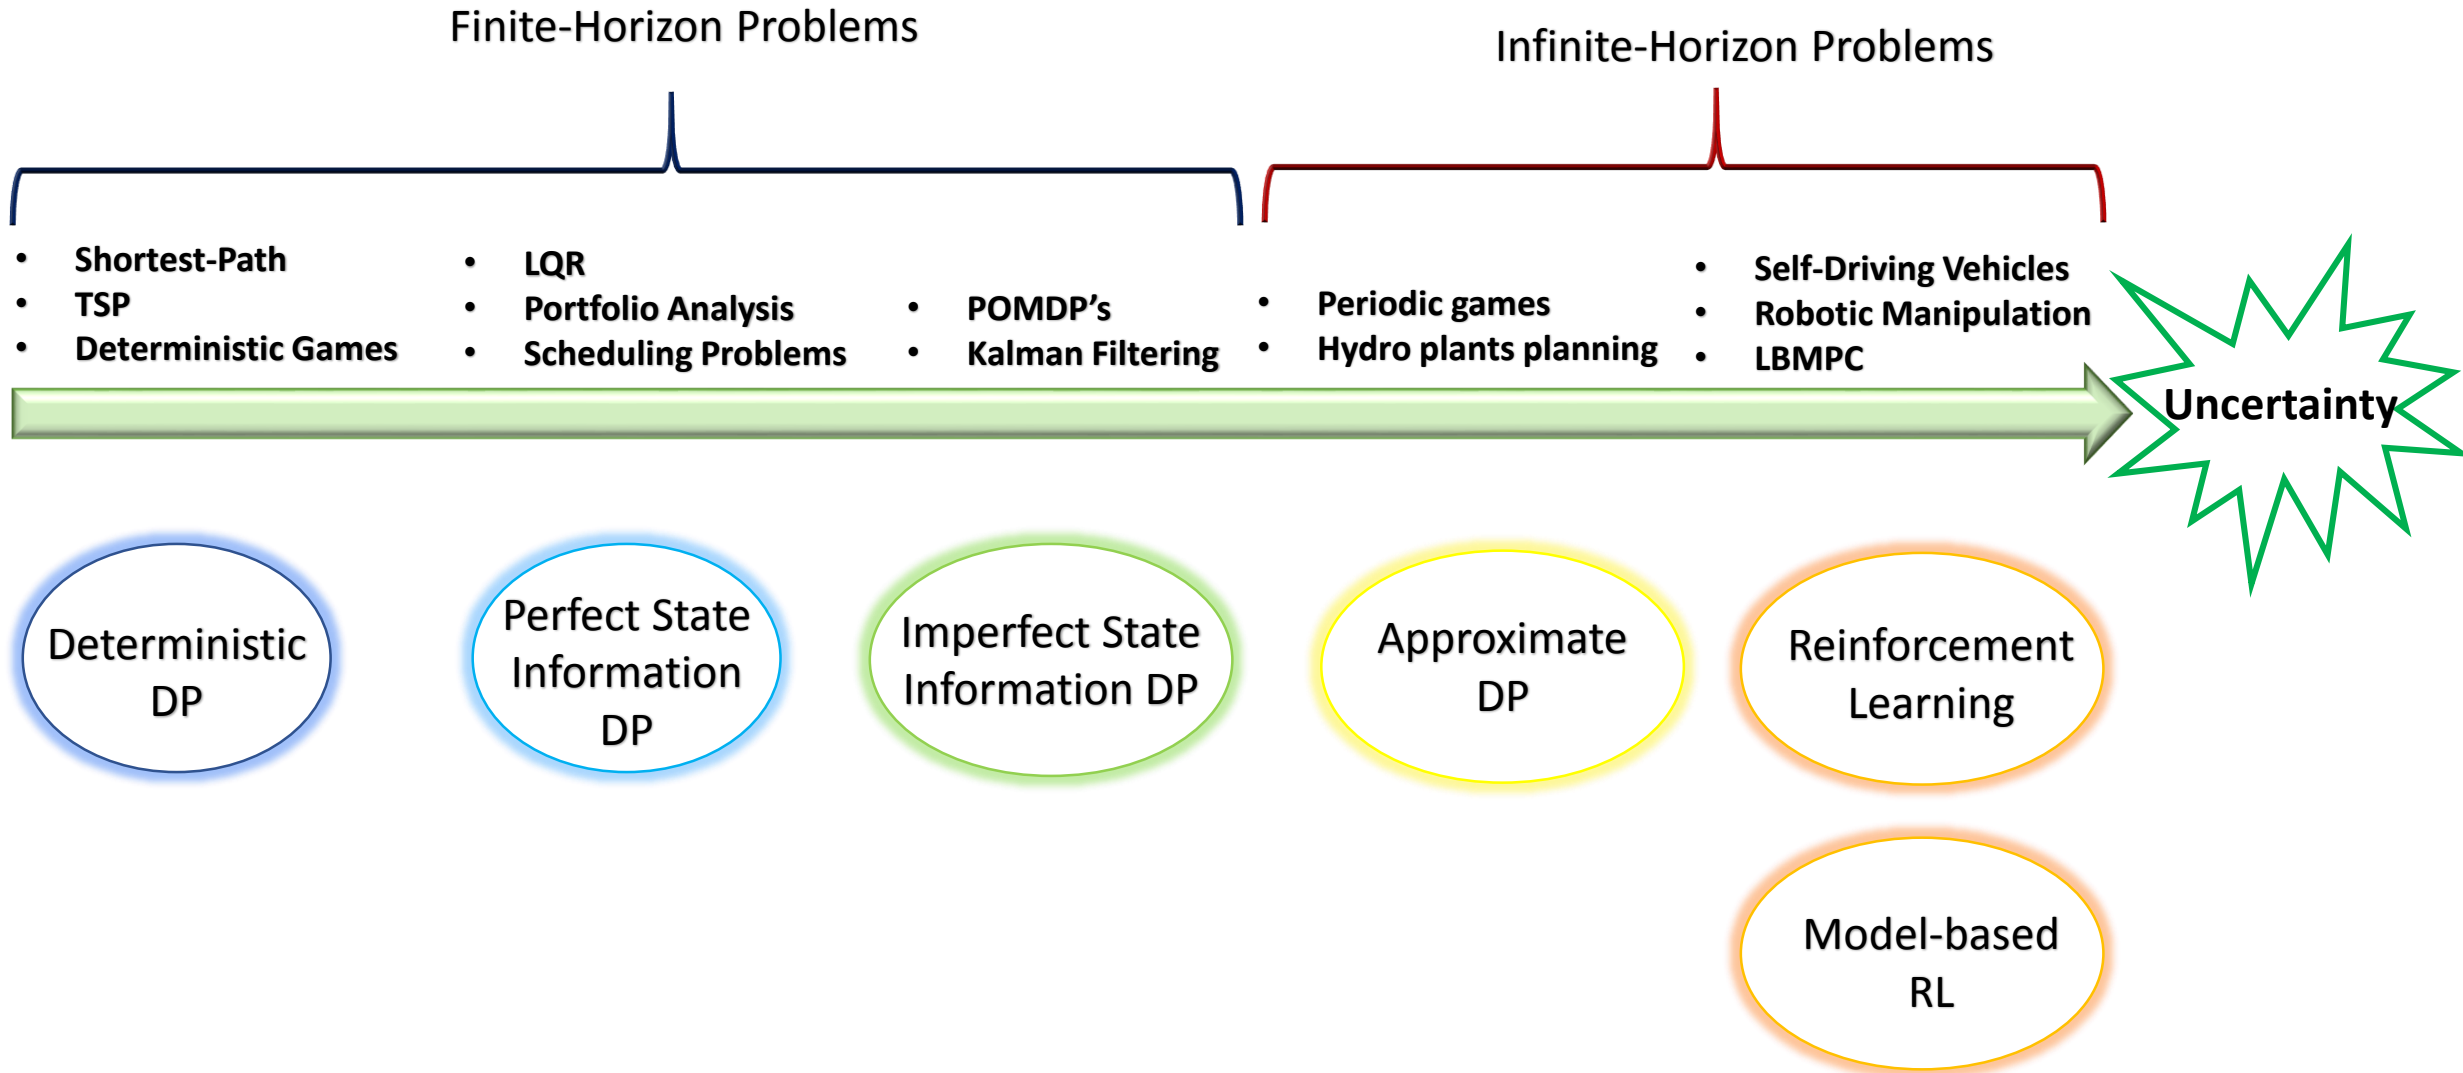 Finite-Horizon Problems
Infinite-Horizon Problems
• Shortest-Path
• TSP
• Deterministic Games
• LQR
• Portfolio Analysis
• Scheduling Problems
• POMDP’s
• Kalman Filtering
• Periodic games
• Hydro plants planning
• Self-Driving Vehicles
• Robotic Manipulation
• LBMPC
Uncertainty
Deterministic
DP
Perfect State
Information
DP
Imperfect State
Information DP
Approximate
DP
Reinforcement
Learning
Model-based
RL